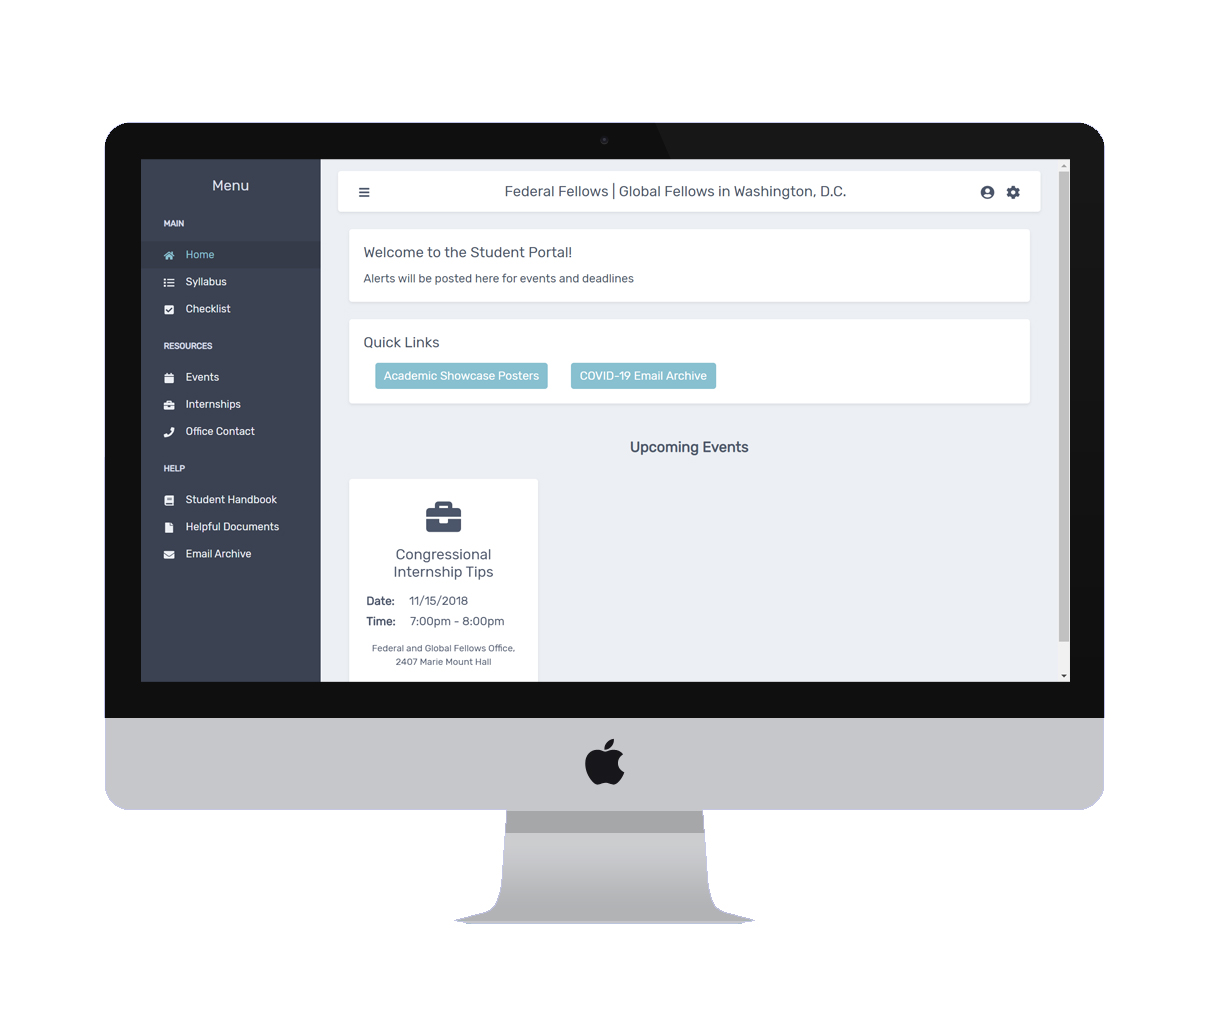 Menu
MAIN
Home
Syllabus
Checklist
RESOURCES
Events
Internships
Office Contact
HELP
Student Handbook
Helpful Documents
Email Archive
Federal Fellows | Global Fellows in Washington, D.C.
Welcome to the Student Portal!
Alerts will be posted here for events and deadlines
Quick Links
Academic Showcase Posters
COVID-19 Email Archive
Upcoming Events
Congressional
Internship Tips
Date: 11/15/2018
Time: 7:00pm - 8:00pm
Federal and Global Fellows Office,
2407 Marie Mount Hall